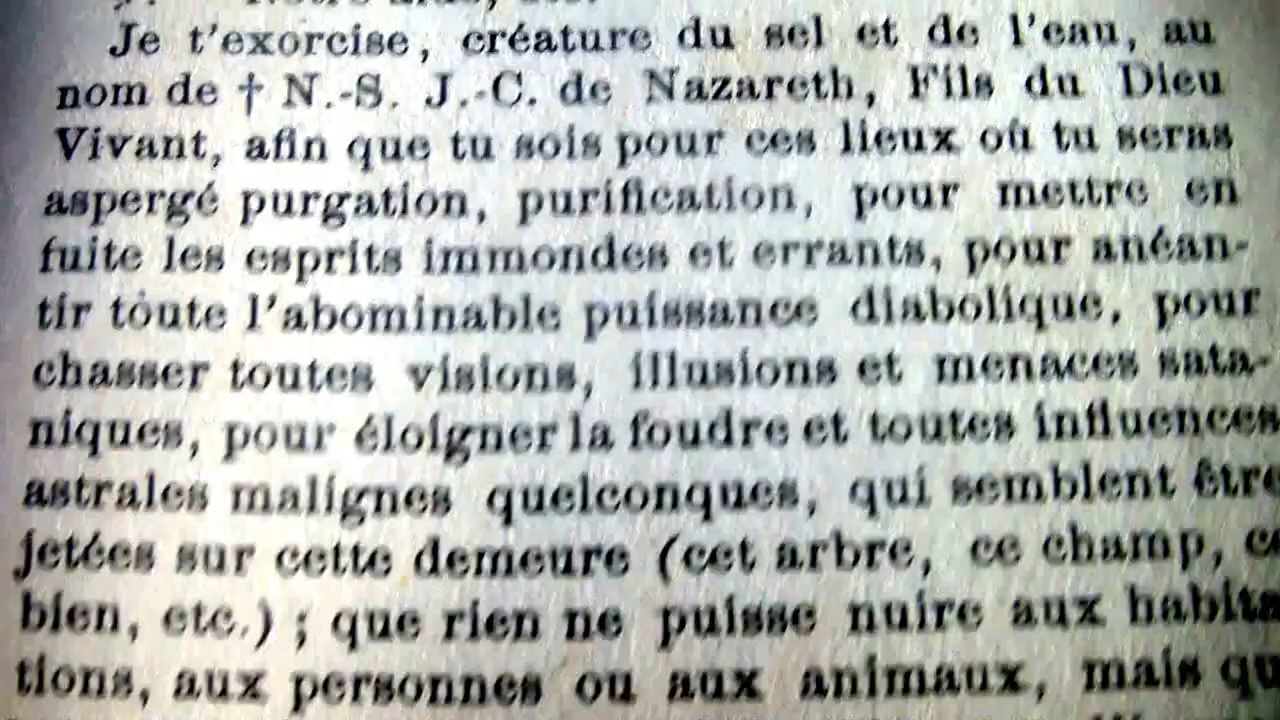 Je t'exorcise, créature du sel et de l'eau, au
nom de † N.-S. J.-C. de Nazareth, Fils du Dieu
Vivant, afin que tu sois pour ces lieux où tu seras
aspergé purgation, purification, pour mettre en
fuite les esprits immondes et errants, pour anéan-
tir toute l'abominable puissance diabolique, pour
chasser toutes visions, illusions et menaces sata-
niques, pour éloigner la foudre et toutes influences
astrales malignes quelconques, qui semblent être
jetées sur cette demeure (cet arbre, ce champ, ce
bien, etc.) ; que rien ne puisse nuire aux habita
tions, aux personnes ou aux animaux, mais qu